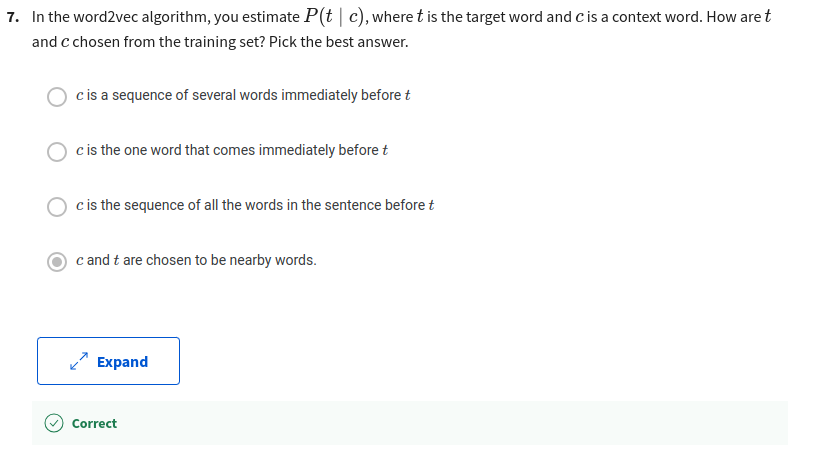 7. In the word2vec algorithm, you estimate P(t | c), where t is the target word and c is a context word. How are t
and c chosen from the training set? Pick the best answer.
c is a sequence of several words immediately before t
c is the one word that comes immediately before t
c is the sequence of all the words in the sentence before t
c and t are chosen to be nearby words.
Expand
Correct